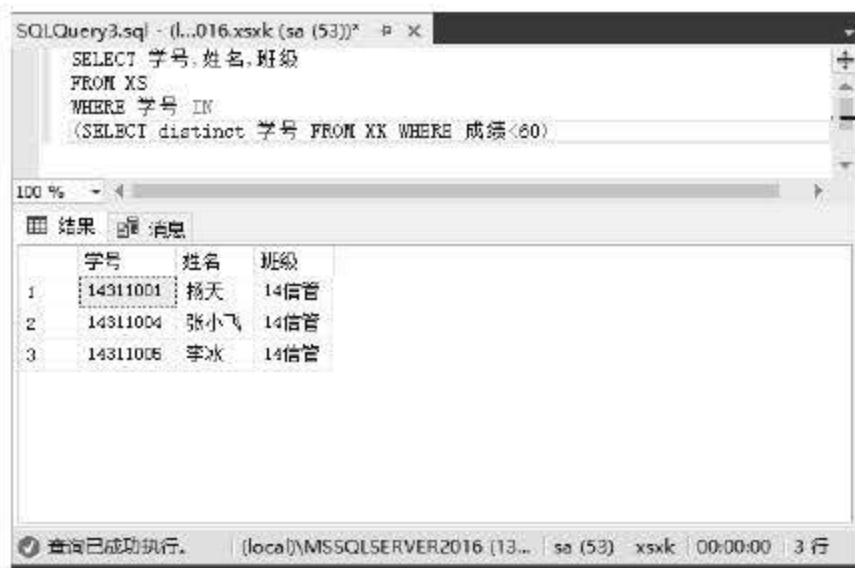 SQLQuery3.sql - (l...016.xsxk (sa (53))*
SELECT 学号,姓名,班级
FROM XS
WHERE 学号 IN
(SELECT distinct 学号 FROM XK WHERE 成绩<60)
100 %
结果 消息
学号 姓名 班级
1 14311001 杨天 14信管
2 14311004 张小飞 14信管
3 14311005 李冰 14信管
查询已成功执行。 (local)\MSSQLSERVER2016 (13... sa (53) xsxk 00:00:00 3 行